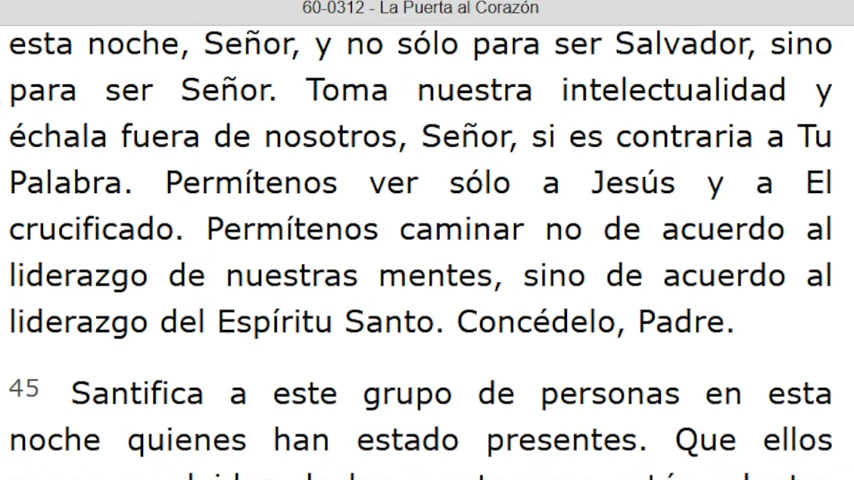 60-0312 - La Puerta al Corazón
esta noche, Señor, y no sólo para ser Salvador, sino
para ser Señor. Toma nuestra intelectualidad y
échala fuera de nosotros, Señor, si es contraria a Tu
Palabra. Permítenos ver sólo a Jesús y a El
crucificado. Permítenos caminar no de acuerdo al
liderazgo de nuestras mentes, sino de acuerdo al
liderazgo del Espíritu Santo. Concédelo, Padre.
45 Santifica a este grupo de personas en esta
noche quienes han estado presentes. Que ellos